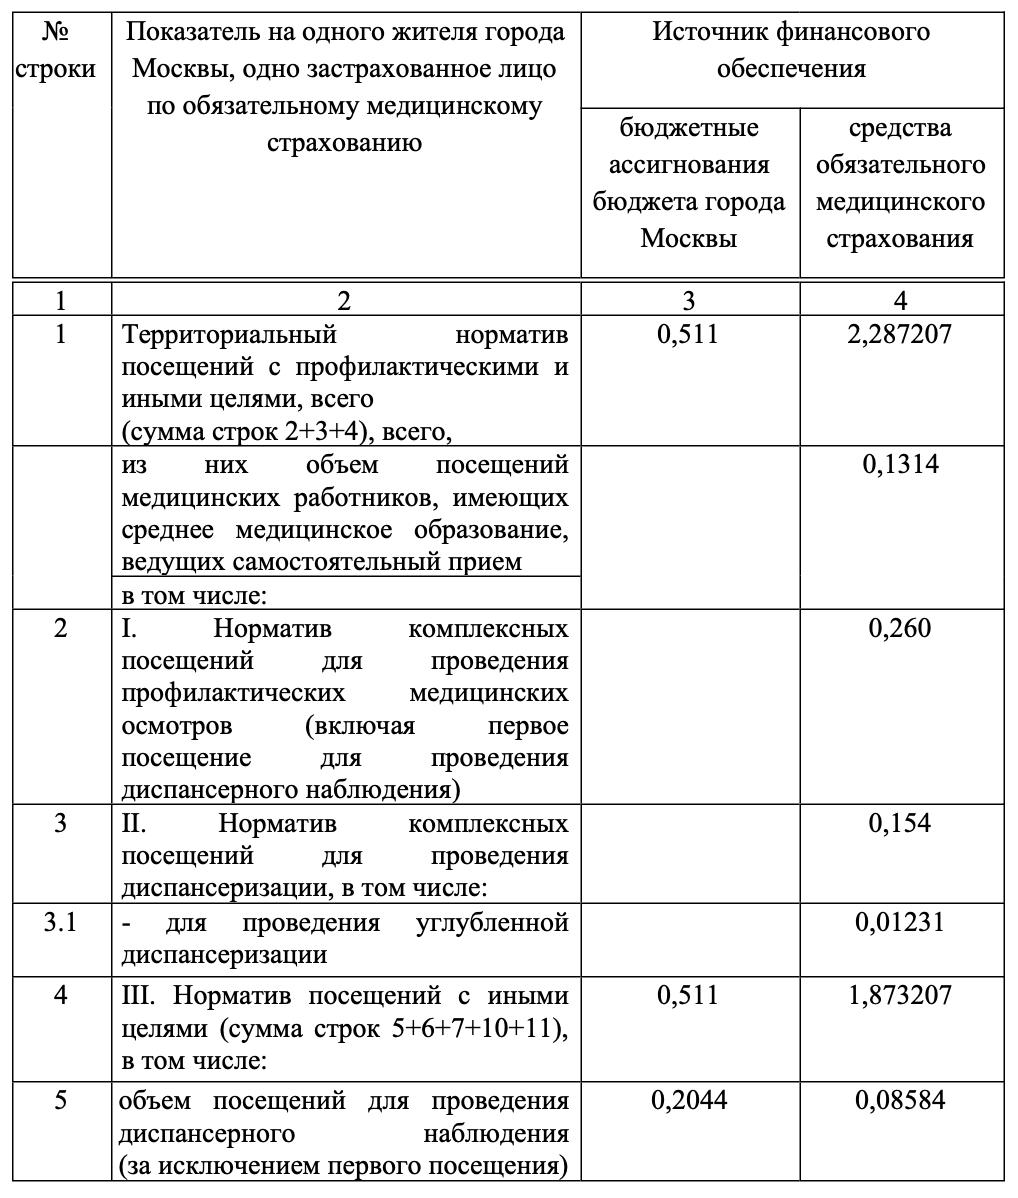 №
строки
Показатель на одного жителя города
Москвы, одно застрахованное лицо
по обязательному медицинскому
страхованию
Источник финансового
обеспечения
бюджетные
ассигнования
бюджета города
Москвы
средства
обязательного
медицинского
страхования
1 2 3 4
1 Территориальный норматив 0,511 2,287207
посещений с профилактическими и
иными целями, всего
(сумма строк 2+3+4), всего,
из них объем посещений 0,1314
медицинских работников, имеющих
среднее медицинское образование,
ведущих самостоятельный прием
в том числе:
2 I. Норматив комплексных 0,260
посещений для проведения
профилактических медицинских
осмотров (включая первое
посещение для проведения
диспансерного наблюдения)
3 II. Норматив комплексных 0,154
посещений для проведения
диспансеризации, в том числе:
3.1 - для проведения углубленной 0,01231
диспансеризации
4 III. Норматив посещений с иными 0,511 1,873207
целями (сумма строк 5+6+7+10+11),
в том числе:
5 объем посещений для проведения 0,2044 0,08584
диспансерного наблюдения
(за исключением первого посещения)